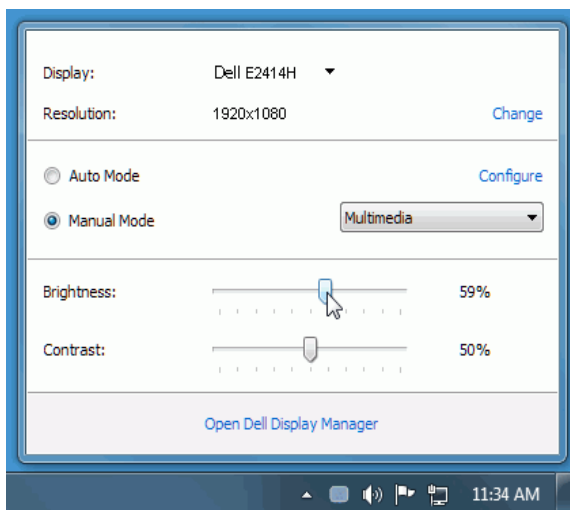 Display: Dell E2414H
Resolution: 1920x1080 Change
Auto Mode Configure
Manual Mode Multimedia
Brightness: 59%
Contrast: 50%
Open Dell Display Manager
11:34 AM